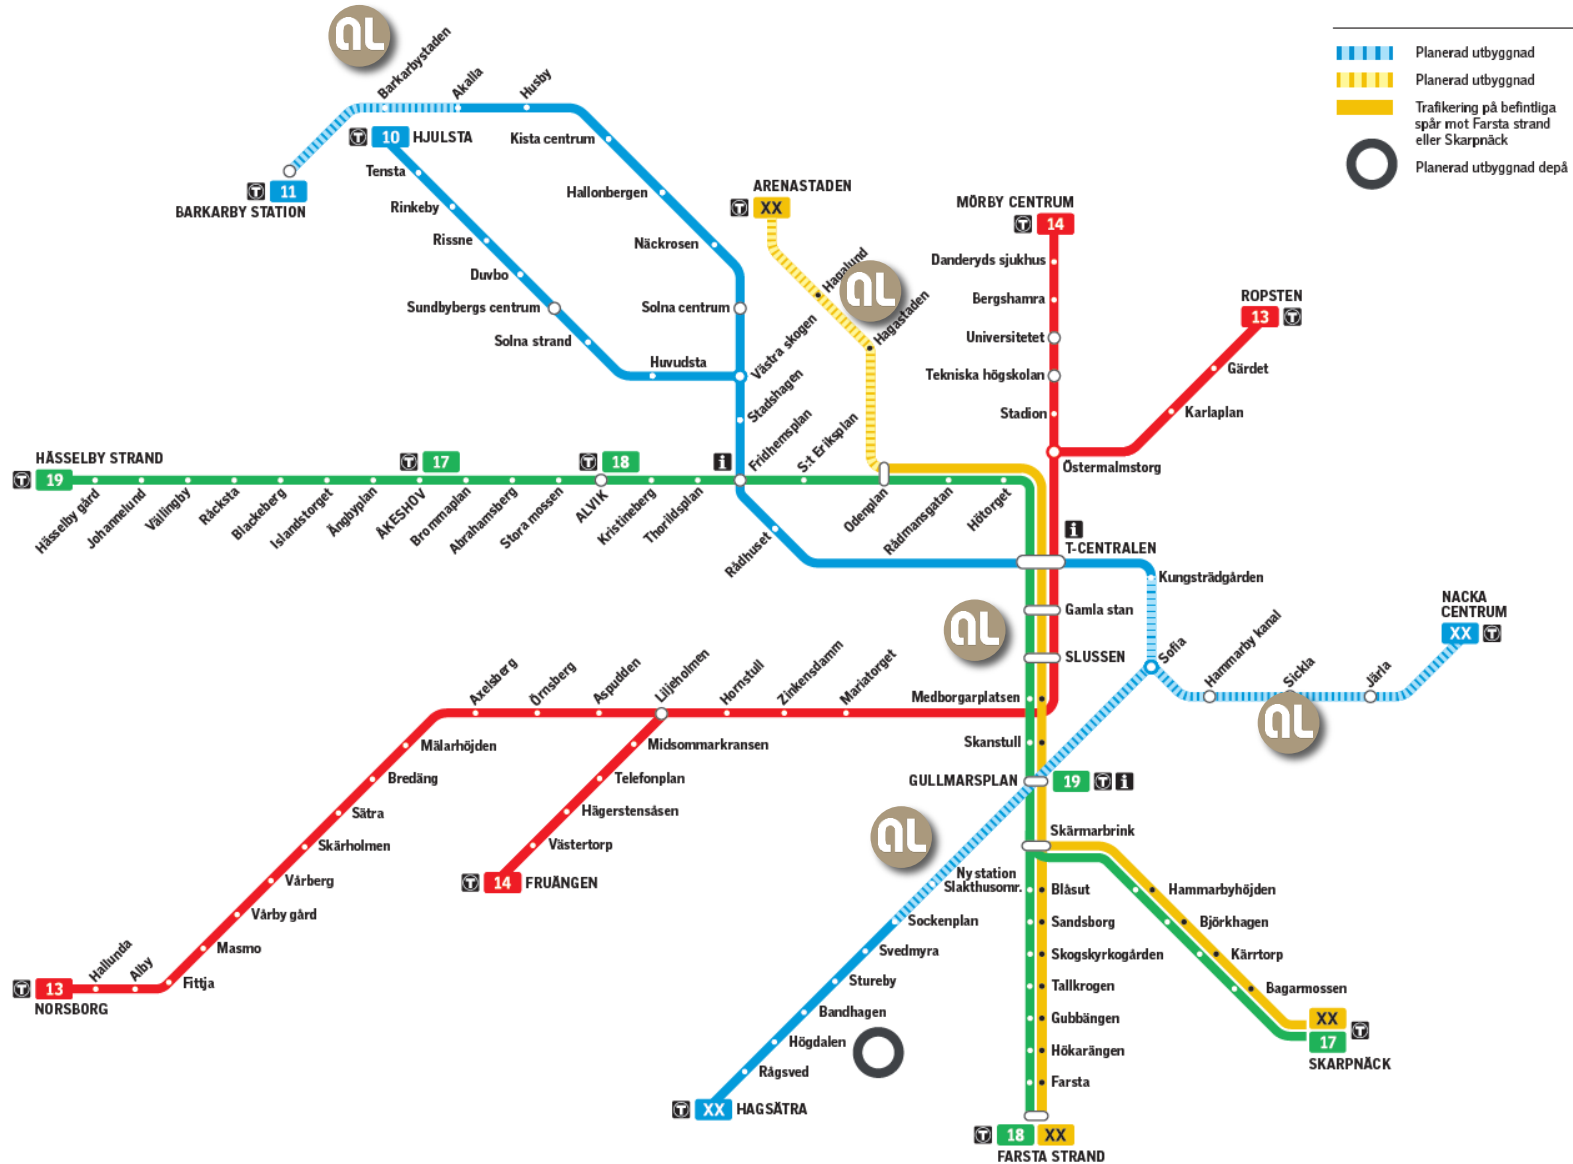 aL
Barkarbystaden
Akalla
Husby
10 HJULSTA
Kista centrum
Tensta
11
BARKARBY STATION
Rinkeby
Hallonbergen
Rissne
Näckrosen
Duvbo
Sundbybergs centrum
Solna centrum
Solna strand
Huvudsta
Västra skogen
Stadshagen
Fridhemsplan
Planerad utbyggnad
Planerad utbyggnad
Trafikering på befintliga
spår mot Farsta strand
eller Skarpnäck
Planerad utbyggnad depå
ARENASTADEN
XX
Hagalund
aL
Hagastaden
S:t Eriksplan
MÖRBY CENTRUM
14
Danderyds sjukhus
Bergshamra
Universitetet
Tekniska högskolan
Stadion
ROPSTEN
13
Gärdet
Karlaplan
Östermalmstorg
HÄSSELBY STRAND
19
Hässelby gård
Johannelund
Vällingby
Råcksta
Blackeberg
Islandstorget
Ängbyplan
17
ÅKESHOV
Brommaplan
Abrahamsberg
Stora mossen
18
ALVIK
Kristineberg
Thorildsplan
i
Rådhuset
Odenplan
Rådmansgatan
Hötorget
i
T-CENTRALEN
Kungsträdgården
Gamla stan
aL
SLUSSEN
Sofia
Hammarby kanal
Sickla
aL
Järla
NACKA
CENTRUM
XX
Axelsberg
Örnsberg
Aspudden
Liljeholmen
Hornstull
Zinkensdamm
Mariatorget
Medborgarplatsen
Skanstull
GULLMARSPLAN
19 T i
Mälarhöjden
Bredäng
Sätra
Skärholmen
Vårberg
Vårby gård
Masmo
Fittja
Alby
Hallunda
13
NORSBORG
Midsommarkransen
Telefonplan
Hägerstensåsen
Västertorp
14 FRUÄNGEN
aL
Skärmarbrink
Ny station
Slakthusomr.
Sockenplan
Svedmyra
Stureby
Bandhagen
Högdalen
Rågsved
XX HAGSÄTRA
Blåsut
Sandsborg
Skogskyrkogården
Tallkrogen
Gubbängen
Hökarängen
Farsta
18 XX
FARSTA STRAND
Hammarbyhöjden
Björkhagen
Kärrtorp
Bagarmossen
XX
17
SKARPNÄCK